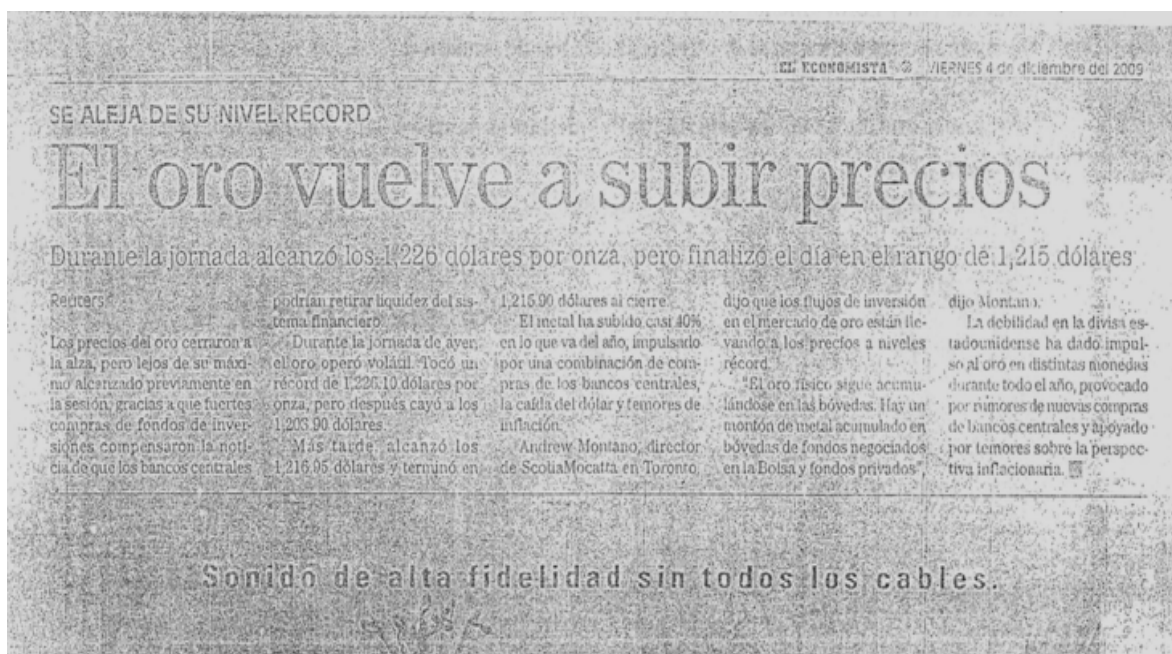 EL ECONOMISTA VIERNES 4 de diciembre del 2009
SE ALEJA DE SU NIVEL RECORD
El oro vuelve a subir precios
Durante la jornada alcanzó los 1,226 dólares por onza, pero finalizó el día en el rango de 1,215 dólares
Reuters
Los precios del oro cerraron a
la alza, pero lejos de su máxi-
mo alcanzado previamente en
la sesión, gracias a que fuertes
compras de fondos de inver-
siones compensaron la noti-
cia de que los bancos centrales
podrían retirar liquidez del sis-
tema financiero.
Durante la jornada de ayer,
el oro operó volátil. Tocó un
récord de 1,226.10 dólares por
onza, pero después cayó a los
1,203.90 dólares.
Más tarde, alcanzó los
1,216.95 dólares y terminó en
1,215.90 dólares al cierre.
El metal ha subido casi 40%
en lo que va del año, impulsado
por una combinación de com-
pras de los bancos centrales,
la caída del dólar y temores de
inflación.
Andrew Montano, director
de ScotiaMocatta en Toronto,
dijo que los flujos de inversión
en el mercado de oro están lle-
vando a los precios a niveles
récord.
"El oro físico sigue acumu-
lándose en las bóvedas. Hay un
montón de metal acumulado en
bóvedas de fondos negociados
en la Bolsa y fondos privados",
dijo Montano.
La debilidad en la divisa es-
tadounidense ha dado impul-
so al oro en distintas monedas
durante todo el año, provocado
por rumores de nuevas compras
de bancos centrales y apoyado
por temores sobre la perspec-
tiva inflacionaria.
Sonido de alta fidelidad sin todos los cables.